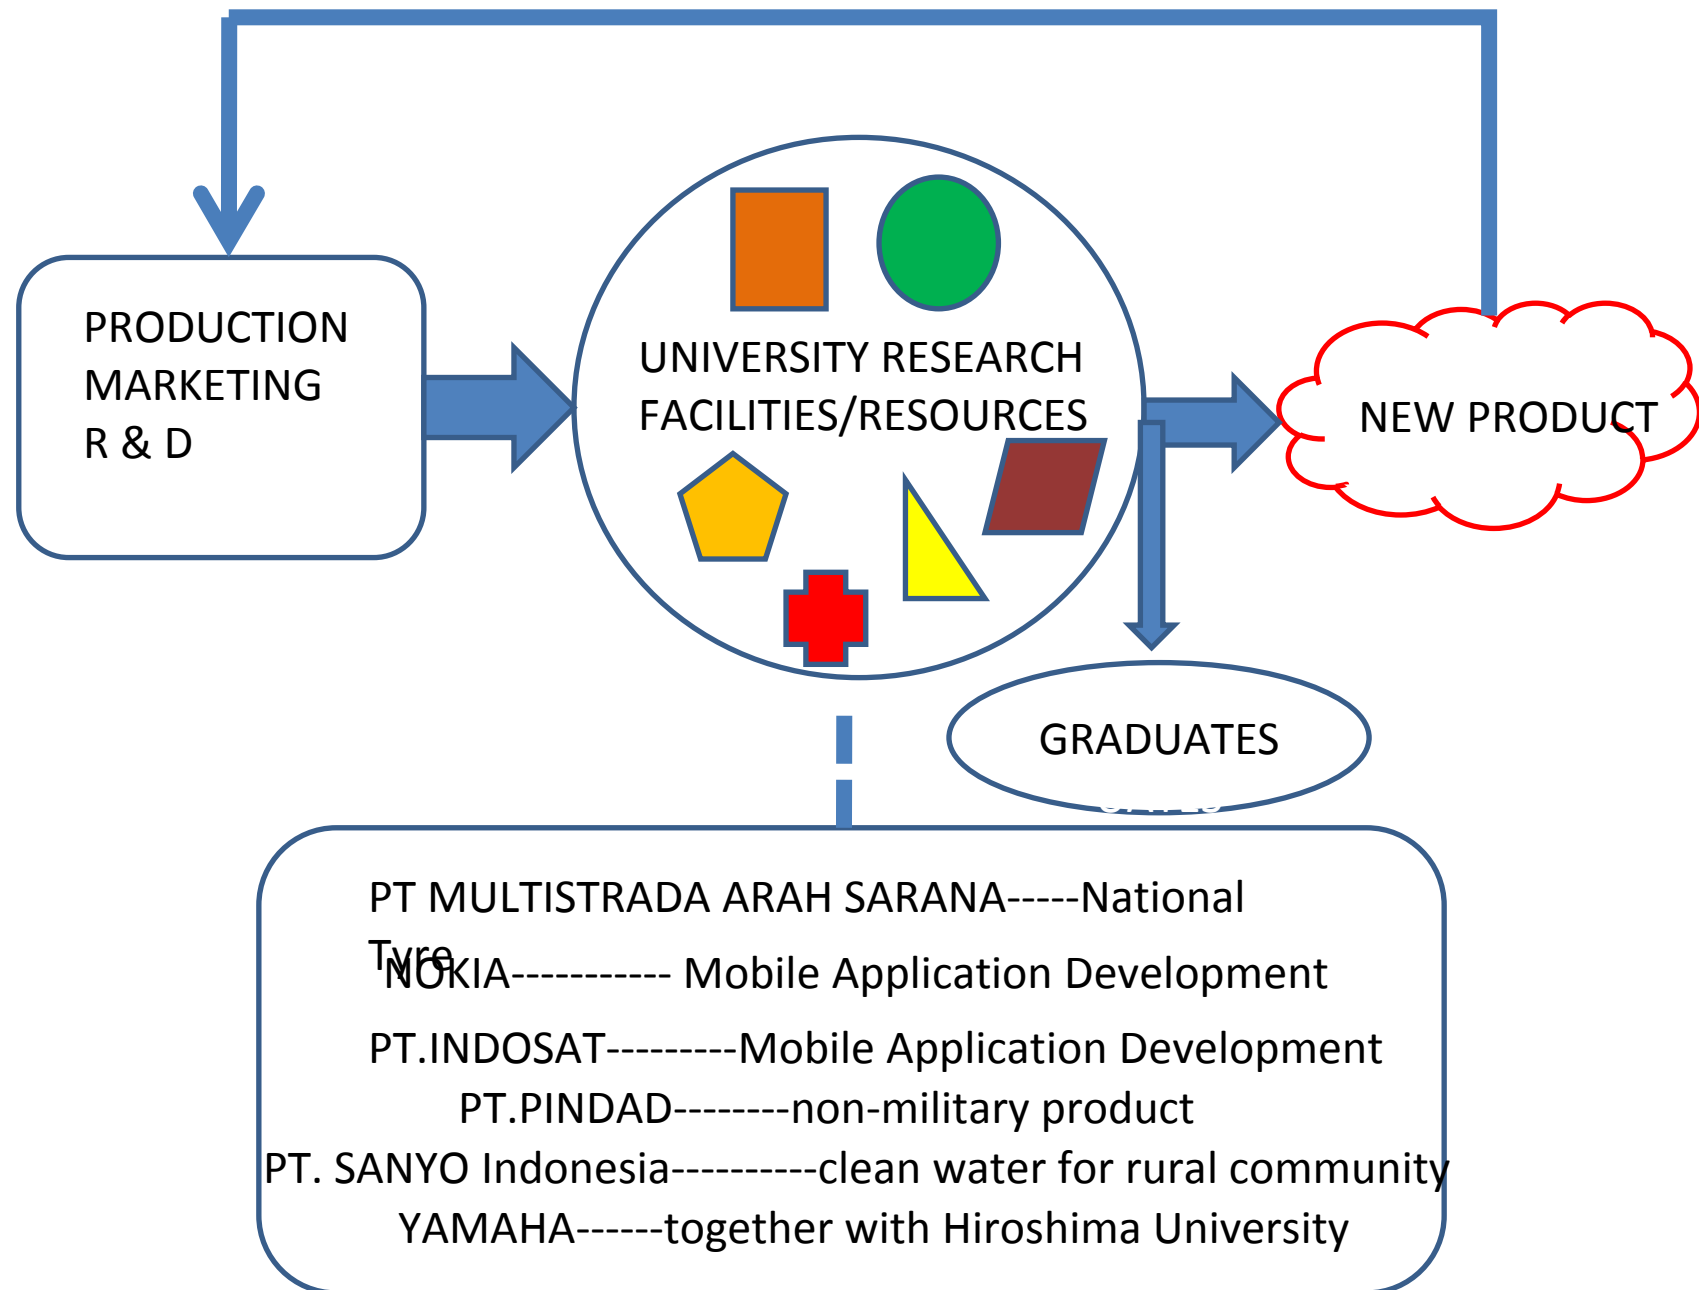 PRODUCTION
MARKETING
R & D
UNIVERSITY RESEARCH
FACILITIES/RESOURCES
NEW PRODUCT
GRADUATES
PT MULTISTRADA ARAH SARANA-----National
Tyre
NOKIA----------- Mobile Application Development
PT.INDOSAT---------Mobile Application Development
PT.PINDAD--------non-military product
PT. SANYO Indonesia----------clean water for rural community
YAMAHA------together with Hiroshima University